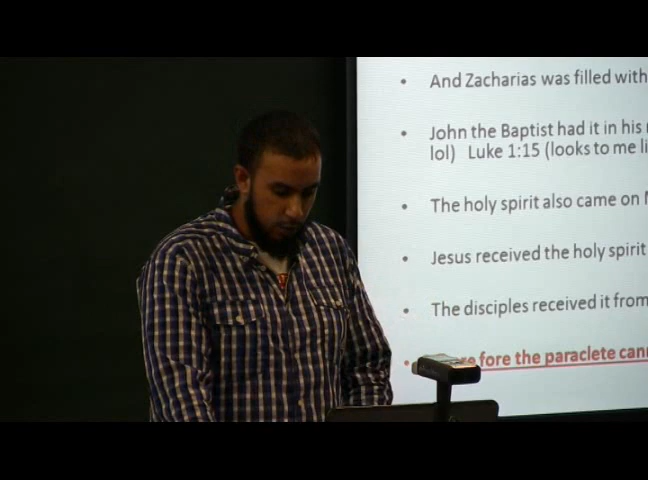 And Zacharias was filled with
John the Baptist had it in his
lol) Luke 1:15 (looks to me
The holy spirit also came on
Jesus received the holy spirit
The disciples received it from
fore the paraclete